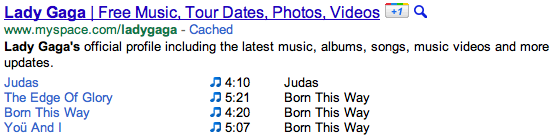 Lady Gaga | Free Music, Tour Dates, Photos, Videos +1
www.myspace.com/ladygaga - Cached
Lady Gaga's official profile including the latest music, albums, songs, music videos and more
updates.
Judas 4:10 Judas
The Edge Of Glory 5:21 Born This Way
Born This Way 4:20 Born This Way
Yoü And I 5:07 Born This Way